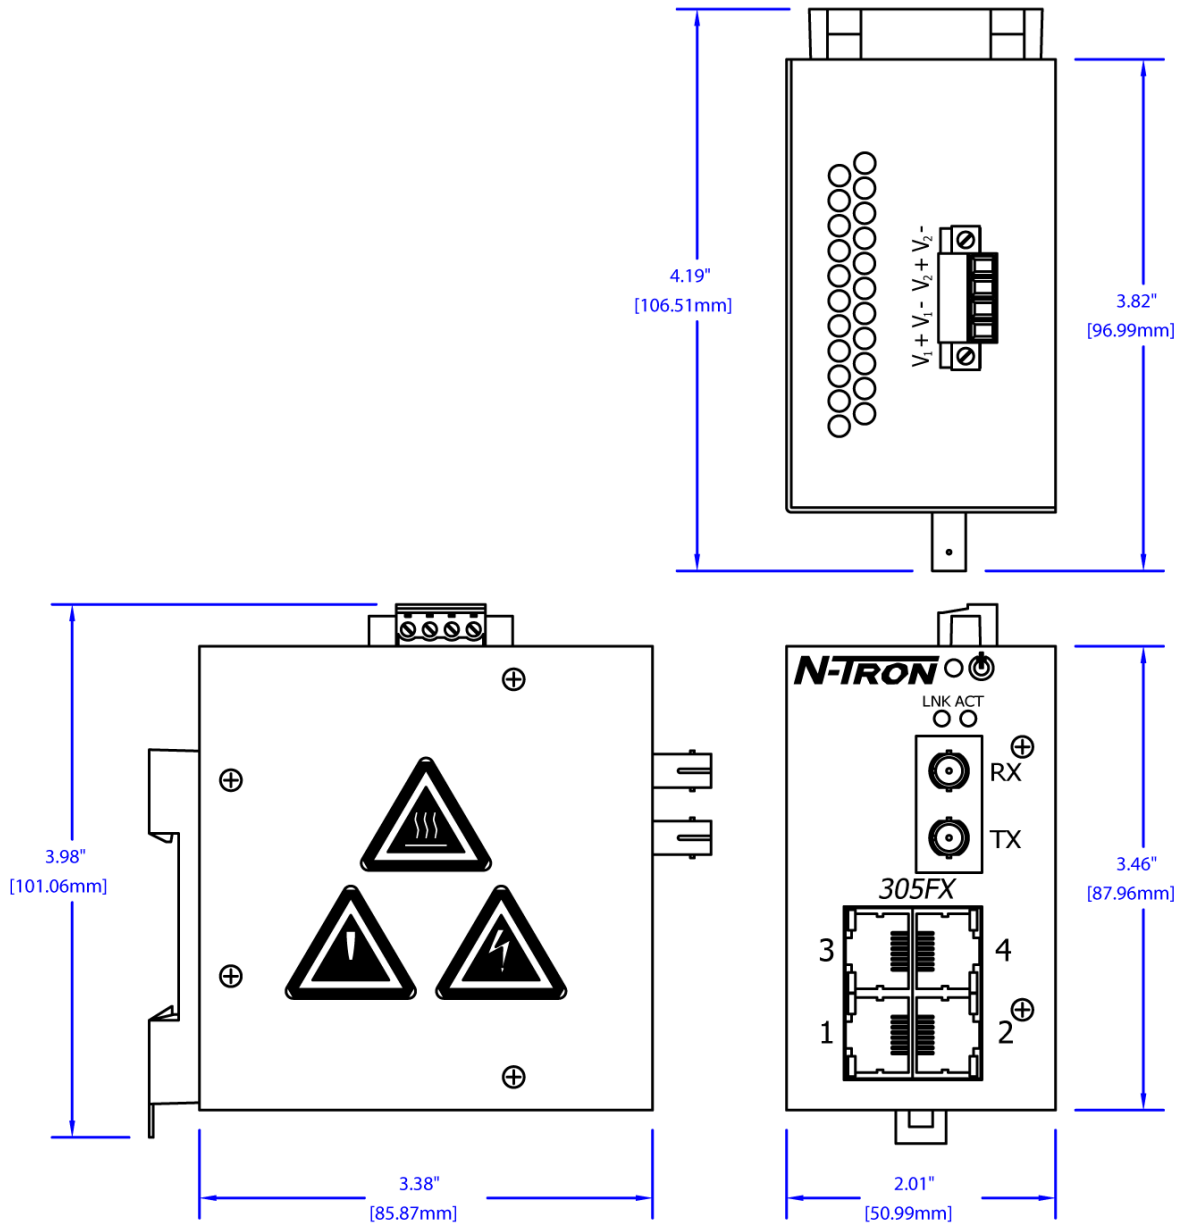 4.19"
[106.51mm]
3.82"
[96.99mm]
V₁ + V₁ - V₂ + V₂ -
3.98"
[101.06mm]
3.38"
[85.87mm]
N-TRON
LNK ACT
RX
TX
305FX
3 4
1 2
3.46"
[87.96mm]
2.01"
[50.99mm]